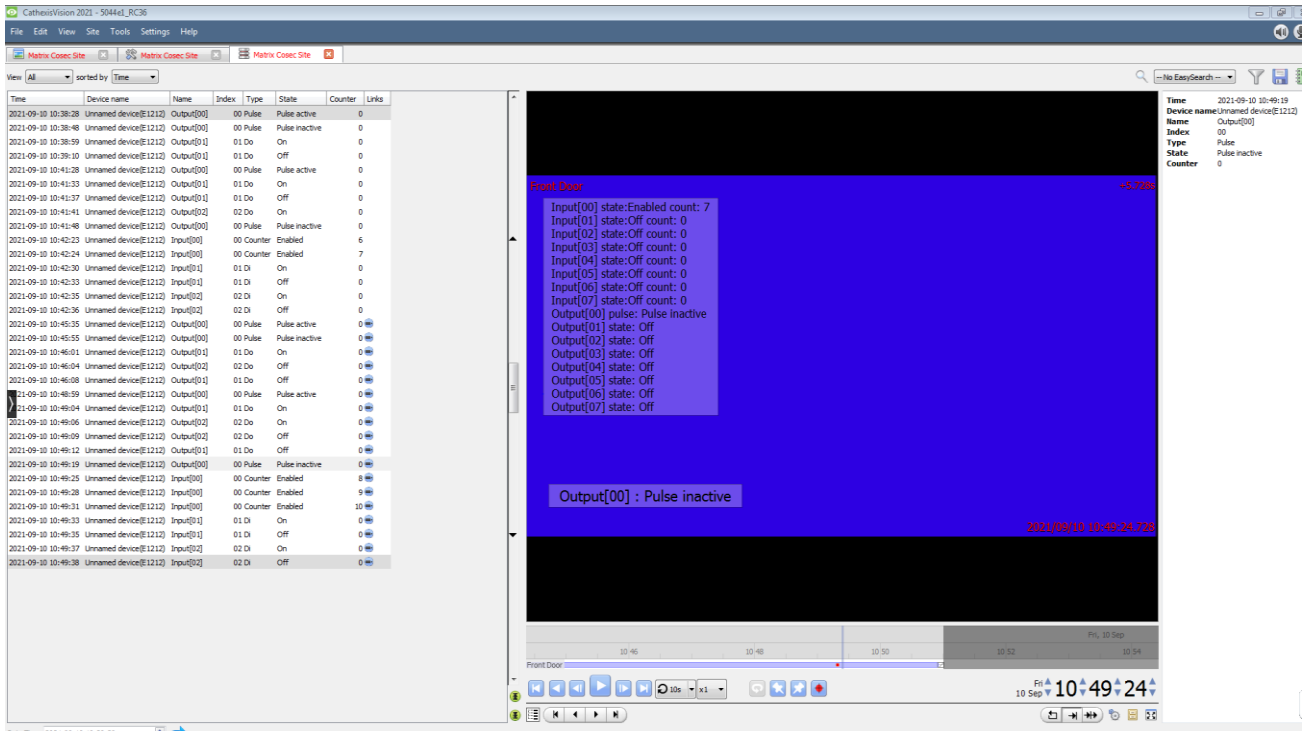 CathexisVision 2021 - 5044e1_RC36
File Edit View Site Tools Settings Help
Matrix Cosec Site Matrix Cosec Site Matrix Cosec Site
View All sorted by Time -- No EasySearch --
Time Device name Name Index Type State Counter Links
2021-09-10 10:38:28 Unnamed device(E1212) Output[00] 00 Pulse Pulse active 0
2021-09-10 10:38:48 Unnamed device(E1212) Output[00] 00 Pulse Pulse inactive 0
2021-09-10 10:38:59 Unnamed device(E1212) Output[01] 01 Do On 0
2021-09-10 10:39:10 Unnamed device(E1212) Output[01] 01 Do Off 0
2021-09-10 10:41:28 Unnamed device(E1212) Output[00] 00 Pulse Pulse active 0
2021-09-10 10:41:33 Unnamed device(E1212) Output[01] 01 Do On 0
2021-09-10 10:41:37 Unnamed device(E1212) Output[01] 01 Do Off 0
2021-09-10 10:41:41 Unnamed device(E1212) Output[02] 02 Do On 0
2021-09-10 10:41:48 Unnamed device(E1212) Output[00] 00 Pulse Pulse inactive 0
2021-09-10 10:42:23 Unnamed device(E1212) Input[00] 00 Counter Enabled 6
2021-09-10 10:42:24 Unnamed device(E1212) Input[00] 00 Counter Enabled 7
2021-09-10 10:42:30 Unnamed device(E1212) Input[01] 01 Di On 0
2021-09-10 10:42:33 Unnamed device(E1212) Input[01] 01 Di Off 0
2021-09-10 10:42:35 Unnamed device(E1212) Input[02] 02 Di On 0
2021-09-10 10:42:36 Unnamed device(E1212) Input[02] 02 Di Off 0
2021-09-10 10:45:35 Unnamed device(E1212) Output[00] 00 Pulse Pulse active 0
2021-09-10 10:45:55 Unnamed device(E1212) Output[00] 00 Pulse Pulse inactive 0
2021-09-10 10:46:01 Unnamed device(E1212) Output[01] 01 Do On 0
2021-09-10 10:46:04 Unnamed device(E1212) Output[02] 02 Do Off 0
2021-09-10 10:46:08 Unnamed device(E1212) Output[01] 01 Do Off 0
21-09-10 10:48:59 Unnamed device(E1212) Output[00] 00 Pulse Pulse active 0
21-09-10 10:49:04 Unnamed device(E1212) Output[01] 01 Do On 0
2021-09-10 10:49:06 Unnamed device(E1212) Output[02] 02 Do On 0
2021-09-10 10:49:09 Unnamed device(E1212) Output[02] 02 Do Off 0
2021-09-10 10:49:12 Unnamed device(E1212) Output[01] 01 Do Off 0
2021-09-10 10:49:19 Unnamed device(E1212) Output[00] 00 Pulse Pulse inactive 0
2021-09-10 10:49:25 Unnamed device(E1212) Input[00] 00 Counter Enabled 8
2021-09-10 10:49:28 Unnamed device(E1212) Input[00] 00 Counter Enabled 9
2021-09-10 10:49:31 Unnamed device(E1212) Input[00] 00 Counter Enabled 10
2021-09-10 10:49:33 Unnamed device(E1212) Input[01] 01 Di On 0
2021-09-10 10:49:35 Unnamed device(E1212) Input[01] 01 Di Off 0
2021-09-10 10:49:37 Unnamed device(E1212) Input[02] 02 Di On 0
2021-09-10 10:49:38 Unnamed device(E1212) Input[02] 02 Di Off 0
Front Door +5.728s
Input[00] state:Enabled count: 7
Input[01] state:Off count: 0
Input[02] state:Off count: 0
Input[03] state:Off count: 0
Input[04] state:Off count: 0
Input[05] state:Off count: 0
Input[06] state:Off count: 0
Input[07] state:Off count: 0
Output[00] pulse: Pulse inactive
Output[01] state: Off
Output[02] state: Off
Output[03] state: Off
Output[04] state: Off
Output[05] state: Off
Output[06] state: Off
Output[07] state: Off
Output[00] : Pulse inactive
2021/09/10 10:49:24.728
Time 2021-09-10 10:49:19
Device name Unnamed device(E1212)
Name Output[00]
Index 00
Type Pulse
State Pulse inactive
Counter 0
Fri, 10 Sep
10:46 10:48 10:50 10:52 10:54
Front Door
10s x1
Fri
10 Sep 10 49 24